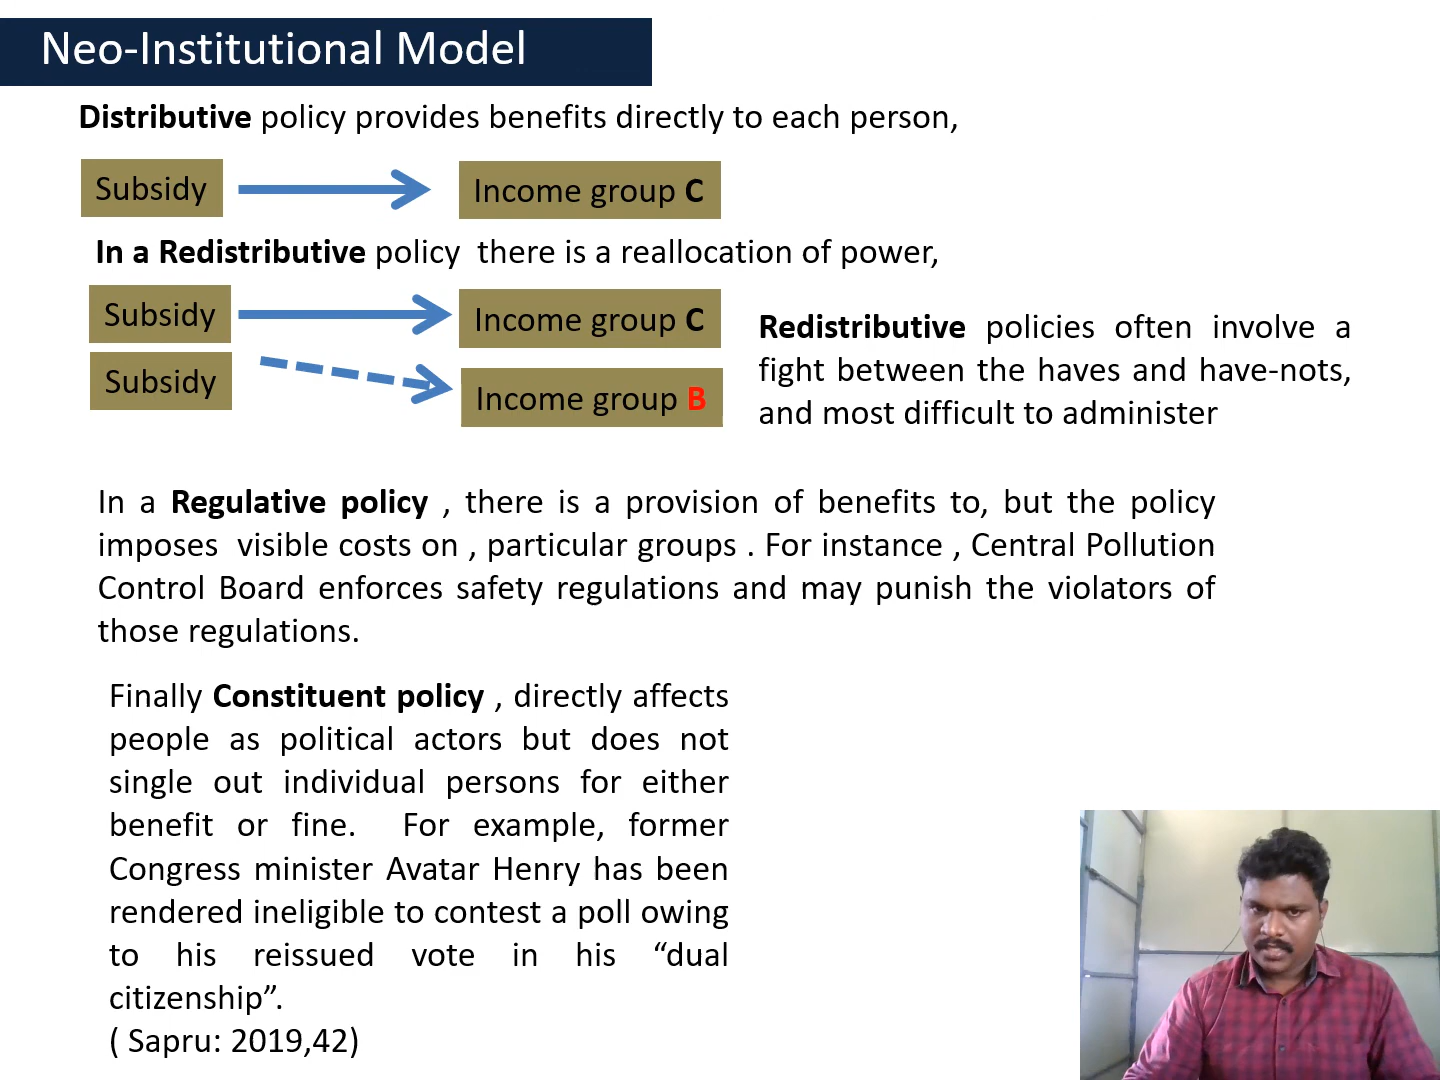 Neo-Institutional Model
Distributive policy provides benefits directly to each person,
Subsidy
Income group C
In a Redistributive policy there is a reallocation of power,
Subsidy
Income group C
Subsidy
Income group B
Redistributive policies often involve a
fight between the haves and have-nots,
and most difficult to administer
In a Regulative policy , there is a provision of benefits to, but the policy
imposes visible costs on , particular groups . For instance , Central Pollution
Control Board enforces safety regulations and may punish the violators of
those regulations.
Finally Constituent policy , directly affects
people as political actors but does not
single out individual persons for either
benefit or fine. For example, former
Congress minister Avatar Henry has been
rendered ineligible to contest a poll owing
to his reissued vote in his “dual
citizenship”.
( Sapru: 2019,42)